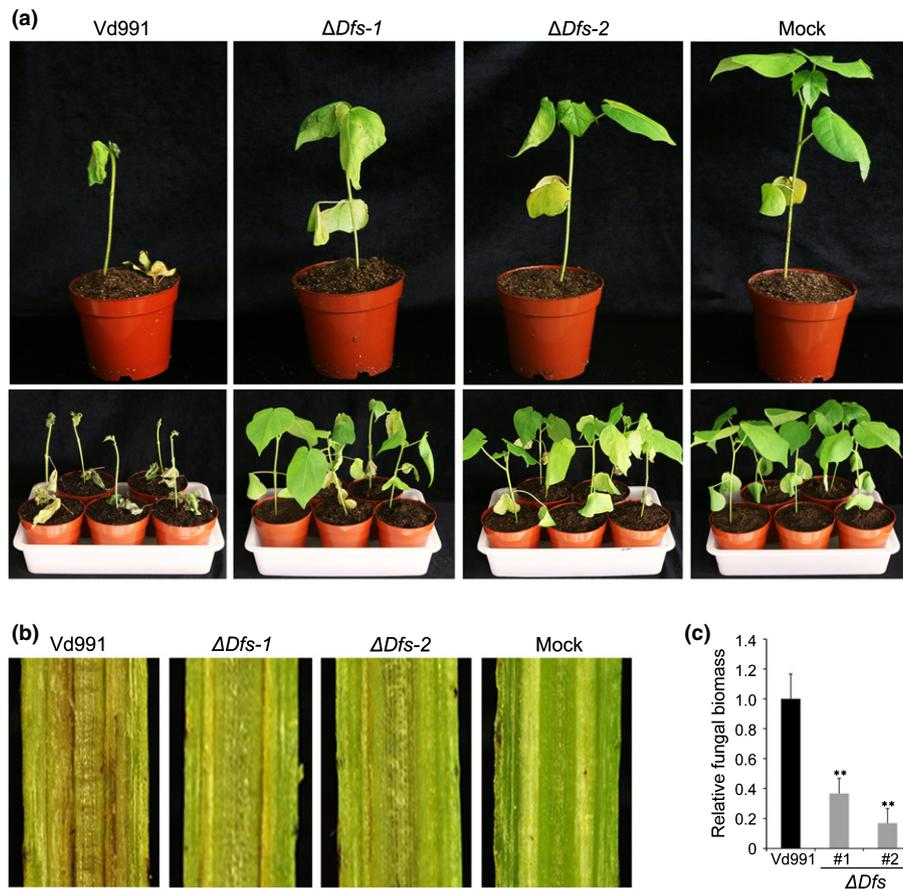 (a)
Vd991 ΔDfs-1 ΔDfs-2 Mock
(b)
Vd991 ΔDfs-1 ΔDfs-2 Mock
(c)
Relative fungal biomass
1.4
1.2
1.0
0.8
0.6
0.4
0.2
0
**
**
Vd991 #1 #2
ΔDfs